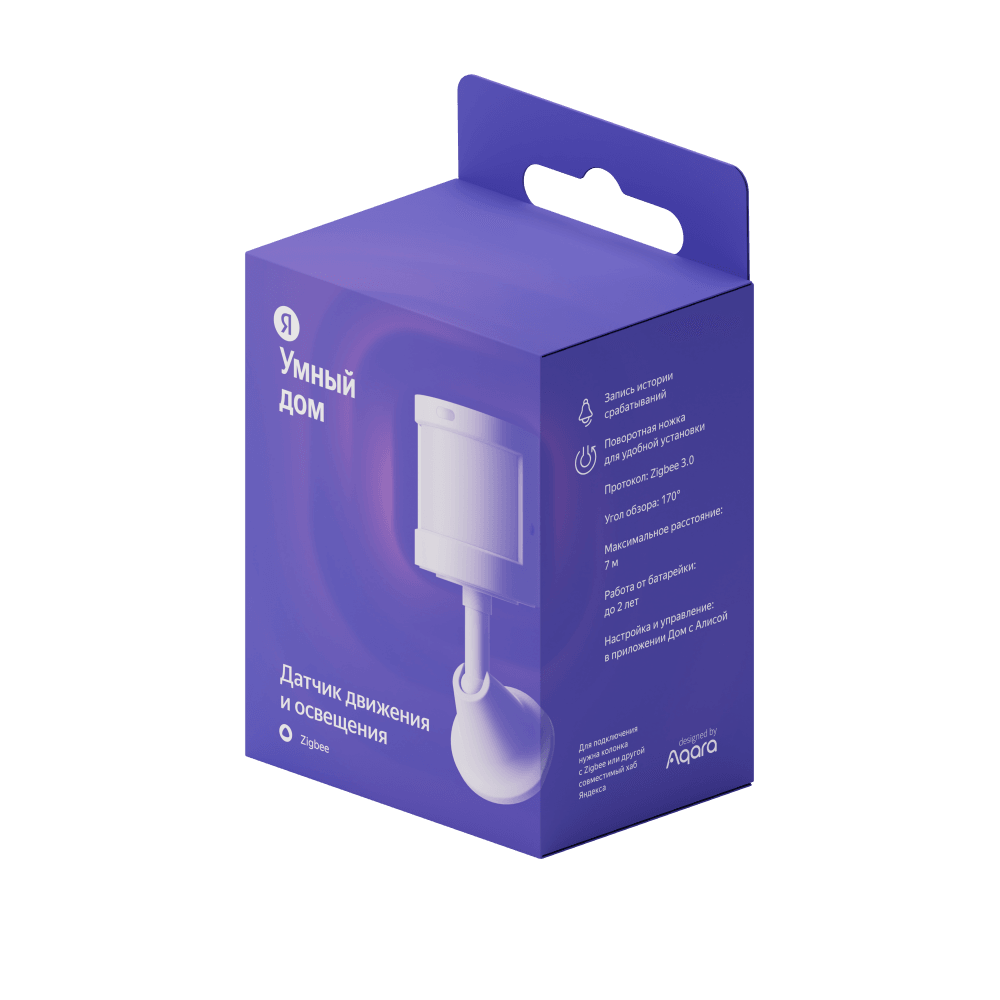 Я
Умный
дом
Датчик движения
и освещения
Zigbee
Запись истории
срабатываний
Поворотная ножка
для удобной установки
Протокол: Zigbee 3.0
Угол обзора: 170°
Максимальное расстояние:
7 м
Работа от батарейки:
до 2 лет
Настройка и управление:
в приложении Дом с Алисой
Для подключения
нужна колонка
с Zigbee или другой
совместимый хаб
Яндекса
designed by
Aqara